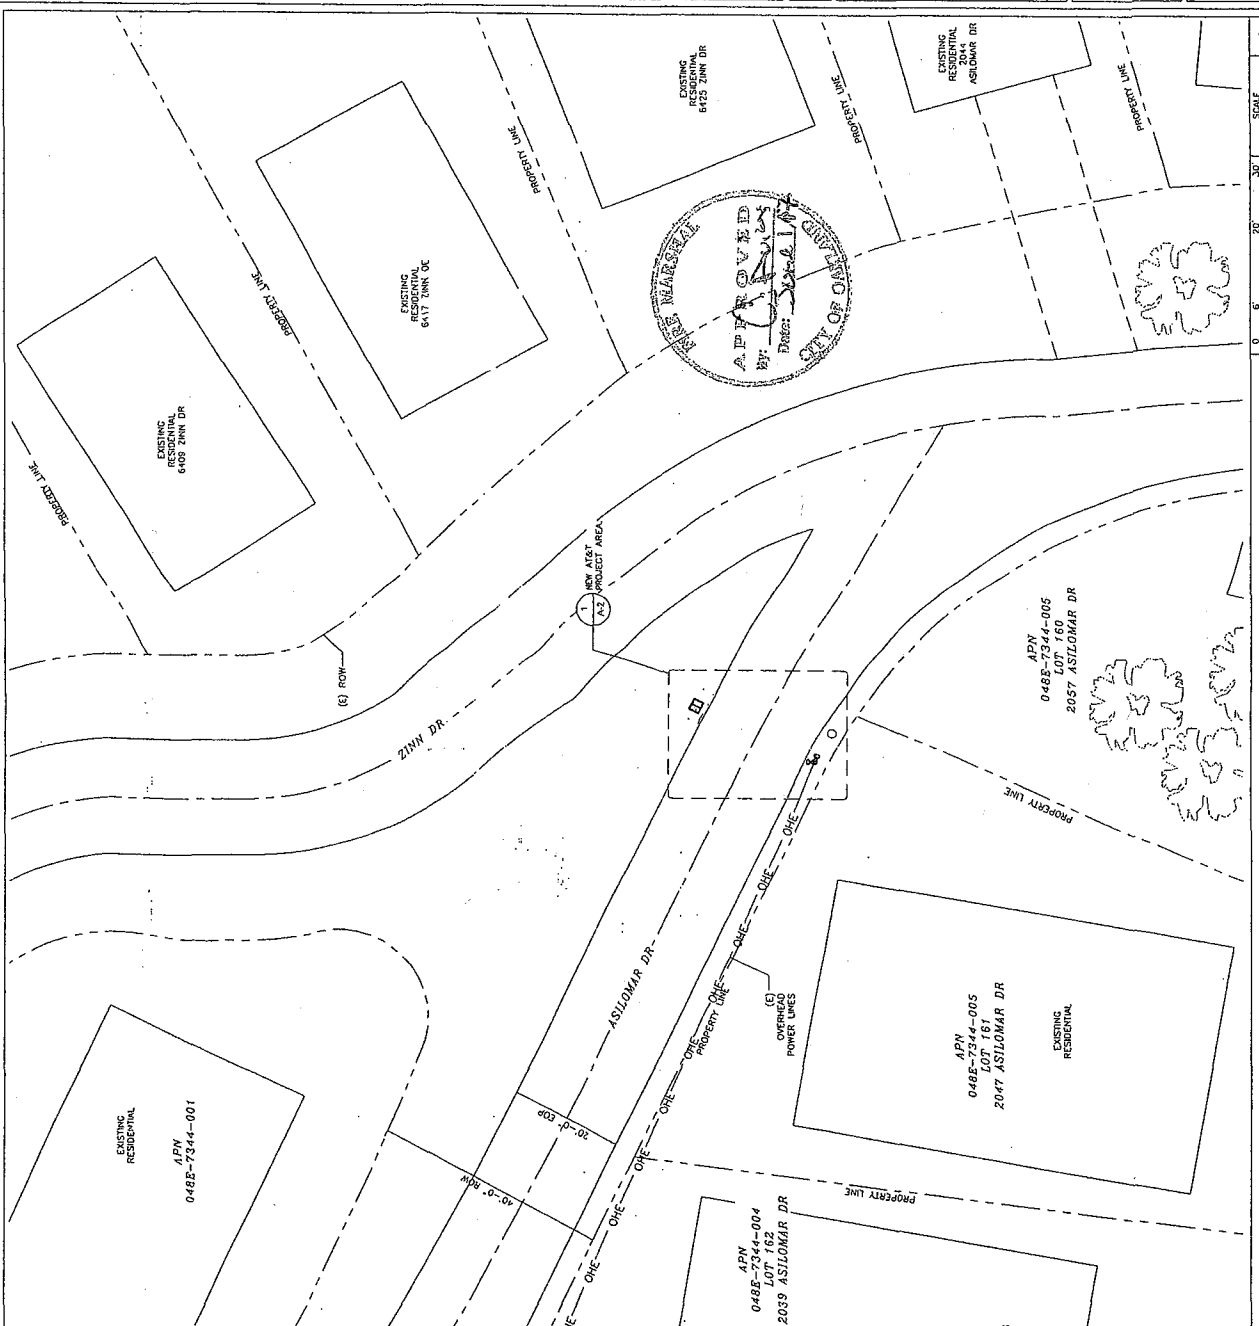 EXISTING
RESIDENTIAL
6425 ZINN DR
EXISTING
RESIDENTIAL
2044
ASILOMAR DR
PROPERTY LINE
PROPERTY LINE
PROPERTY LINE
SCALE
30'
20'
6'
0
FIRE MARSHAL
APPROVED
By:
Date:
CITY OF OAKLAND
EXISTING
RESIDENTIAL
6417 ZINN OE
PROPERTY LINE
EXISTING
RESIDENTIAL
6409 ZINN DR
PROPERTY LINE
NEW AT&T
PROJECT AREA
1
A-2
(E) ROW
ZINN DR
APN
048E-7344-005
LOT 160
2057 ASILOMAR DR
PROPERTY LINE
OHE
OHE
OHE
OHE
OHE
OHE
OHE
OHE
OHE
PROPERTY LINE
(E)
OVERHEAD
POWER LINES
ASILOMAR DR
APN
048E-7344-005
LOT 161
2047 ASILOMAR DR
EXISTING
RESIDENTIAL
EXISTING
RESIDENTIAL
APN
048E-7344-001
20'-0" EOP
40'-0" ROW
PROPERTY LINE
APN
048E-7344-004
LOT 162
2039 ASILOMAR DR